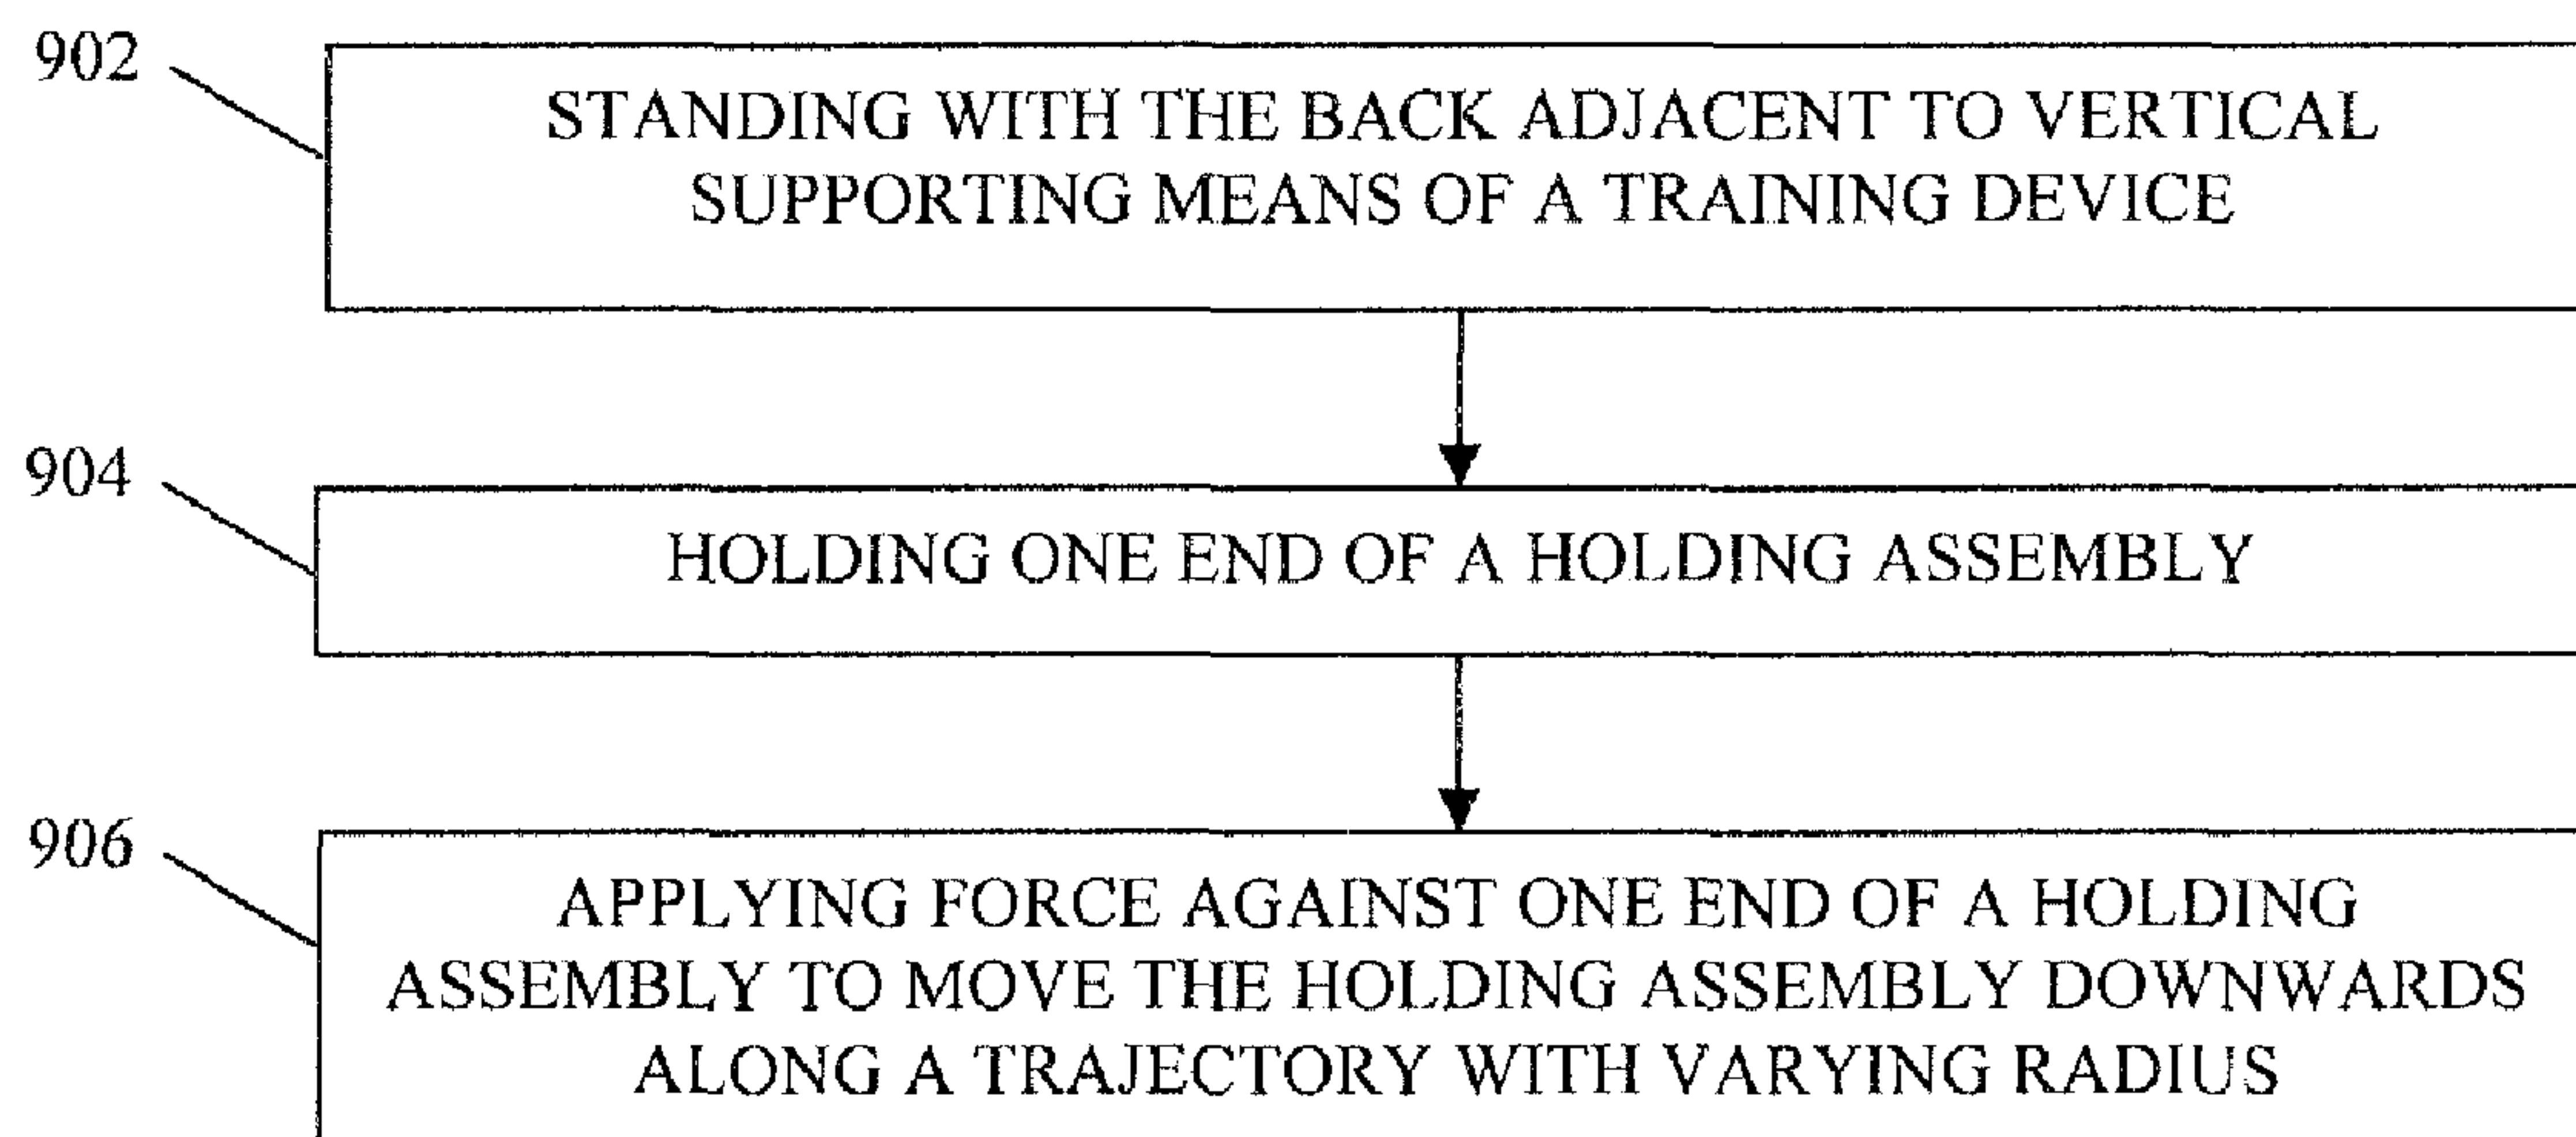 902
STANDING WITH THE BACK ADJACENT TO VERTICAL
SUPPORTING MEANS OF A TRAINING DEVICE
904
HOLDING ONE END OF A HOLDING ASSEMBLY
906
APPLYING FORCE AGAINST ONE END OF A HOLDING
ASSEMBLY TO MOVE THE HOLDING ASSEMBLY DOWNWARDS
ALONG A TRAJECTORY WITH VARYING RADIUS